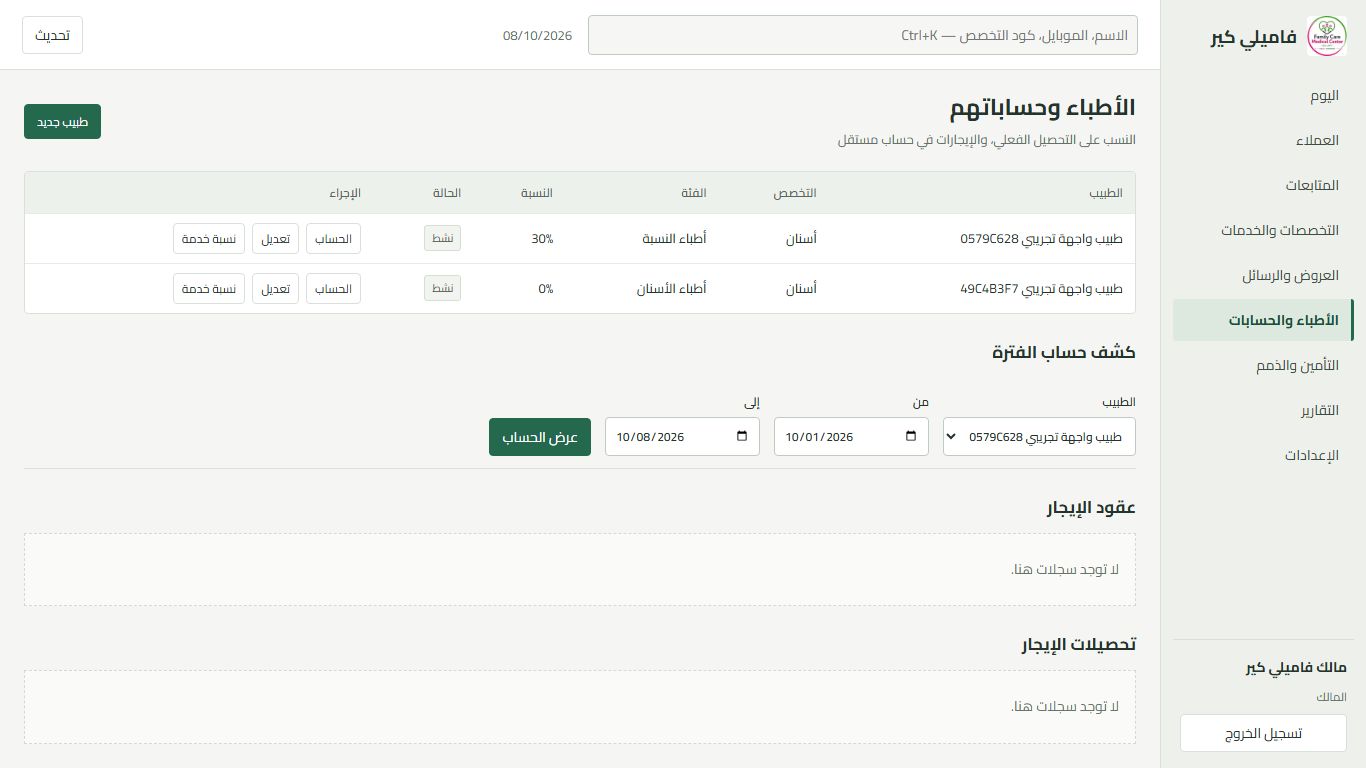 فاميلي كير
Family Care
Medical Center
اليوم
العملاء
المتابعات
التخصصات والخدمات
العروض والرسائل
الأطباء والحسابات
التأمين والذمم
التقارير
الإعدادات
مالك فاميلي كير
المالك
تسجيل الخروج
الاسم، الموبايل، كود التخصص — Ctrl+K
08/10/2026
تحديث
الأطباء وحساباتهم
النسب على التحصيل الفعلي، والإيجارات في حساب مستقل
طبيب جديد
الطبيب التخصص الفئة النسبة الحالة الإجراء
طبيب واجهة تجريبي 0579C628 أسنان أطباء النسبة 30% نشط الحساب تعديل نسبة خدمة
طبيب واجهة تجريبي 49C4B3F7 أسنان أطباء الأسنان 0% نشط الحساب تعديل نسبة خدمة
كشف حساب الفترة
الطبيب من إلى
طبيب واجهة تجريبي 0579C628 10/01/2026 10/08/2026 عرض الحساب
عقود الإيجار
لا توجد سجلات هنا.
تحصيلات الإيجار
لا توجد سجلات هنا.